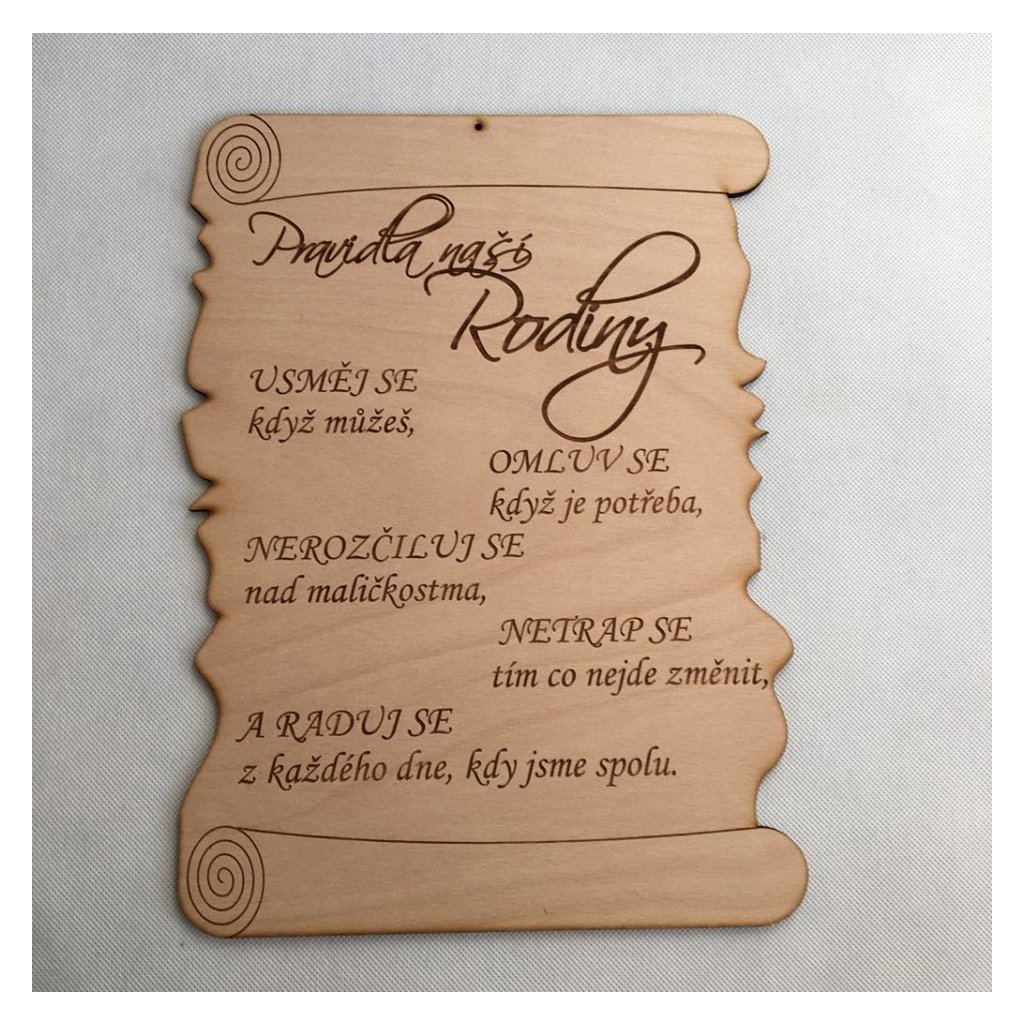 Pravidla naší
Rodiny
USMĚJ SE
když můžeš,
OMLUV SE
když je potřeba,
NEROZČILUJ SE
nad maličkostma,
NETRAP SE
tím co nejde změnit,
A RADUJ SE
z každého dne, kdy jsme spolu.